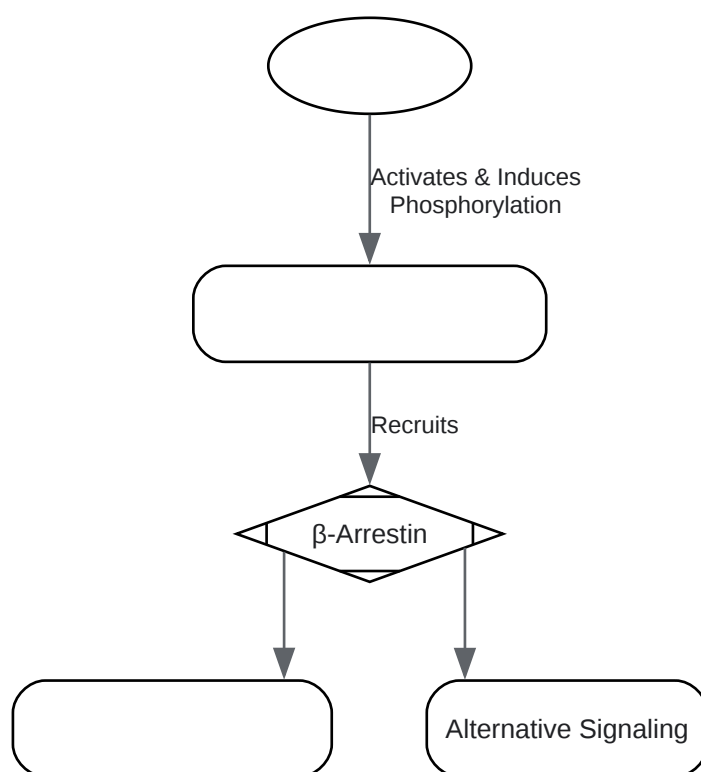 Activates & Induces
Phosphorylation
Recruits
β-Arrestin
Alternative Signaling